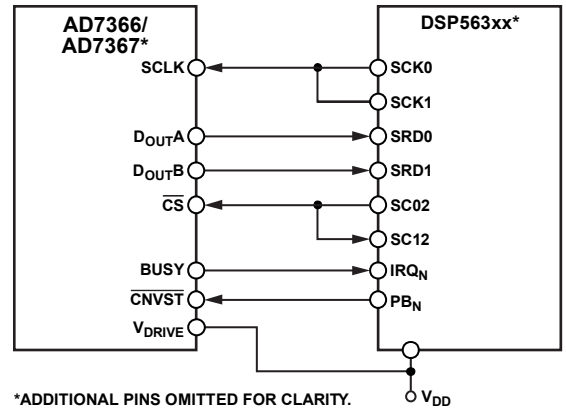 AD7366/
AD7367*
DSP563xx*
SCLK
SCK0
SCK1
DOUTA
SRD0
DOUTB
SRD1
CS
SC02
SC12
BUSY
IRQN
CNVST
PBN
VDRIVE
*ADDITIONAL PINS OMITTED FOR CLARITY.
VDD